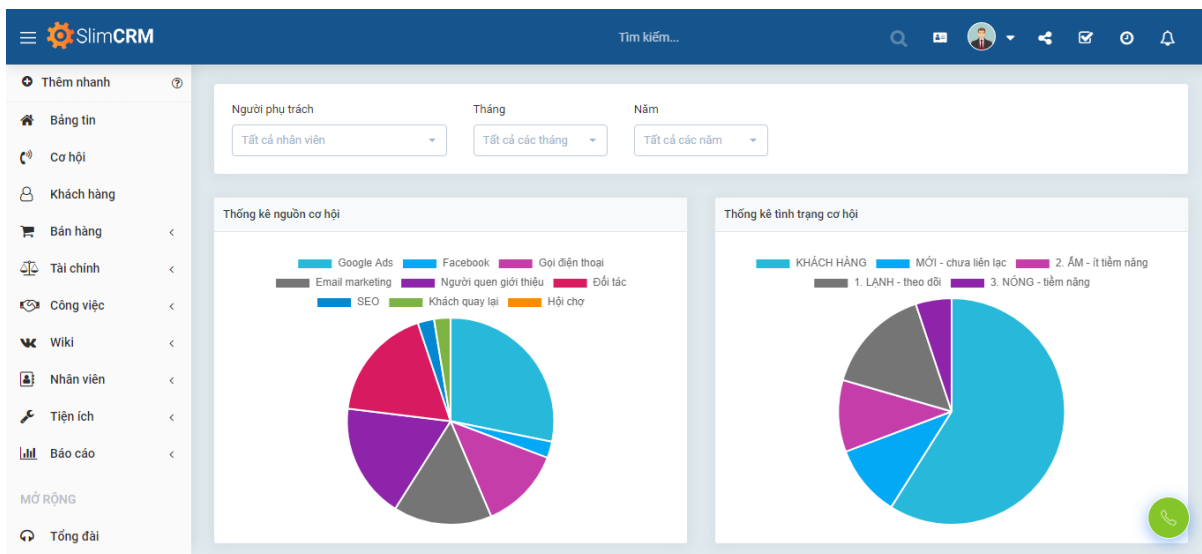 SlimCRM
Tìm kiếm...
Thêm nhanh
Bảng tin
Cơ hội
Khách hàng
Bán hàng
Tài chính
Công việc
Wiki
Nhân viên
Tiện ích
Báo cáo
MỞ RỘNG
Tổng đài
Người phụ trách
Tất cả nhân viên
Tháng
Tất cả các tháng
Năm
Tất cả các năm
Thống kê nguồn cơ hội
Google Ads Facebook Gọi điện thoại
Email marketing Người quen giới thiệu Đối tác
SEO Khách quay lại Hội chợ
Thống kê tình trạng cơ hội
KHÁCH HÀNG MỚI - chưa liên lạc 2. ẤM - ít tiềm năng
1. LẠNH - theo dõi 3. NÓNG - tiềm năng